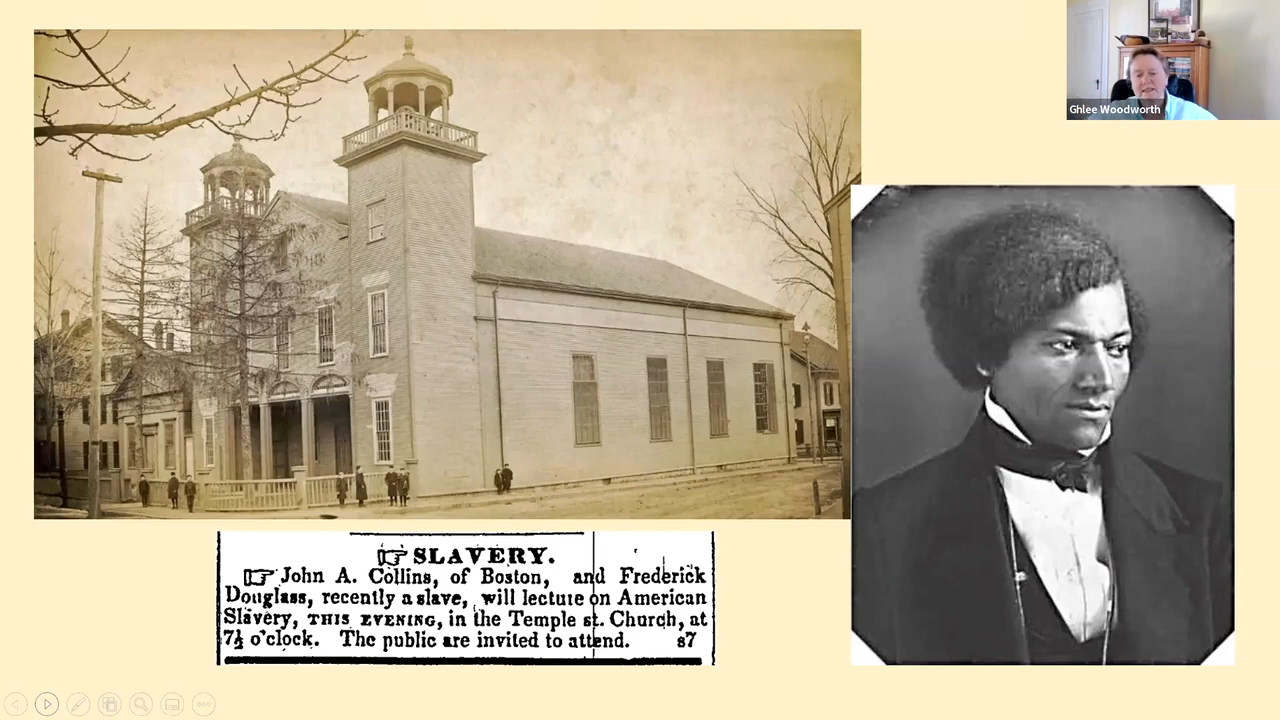 Ghlee Woodworth
☞ SLAVERY.
☞ John A. Collins, of Boston, and Frederick
Douglass, recently a slave, will lecture on American
Slavery, THIS EVENING, in the Temple st. Church, at
7½ o'clock. The public are invited to attend. s7